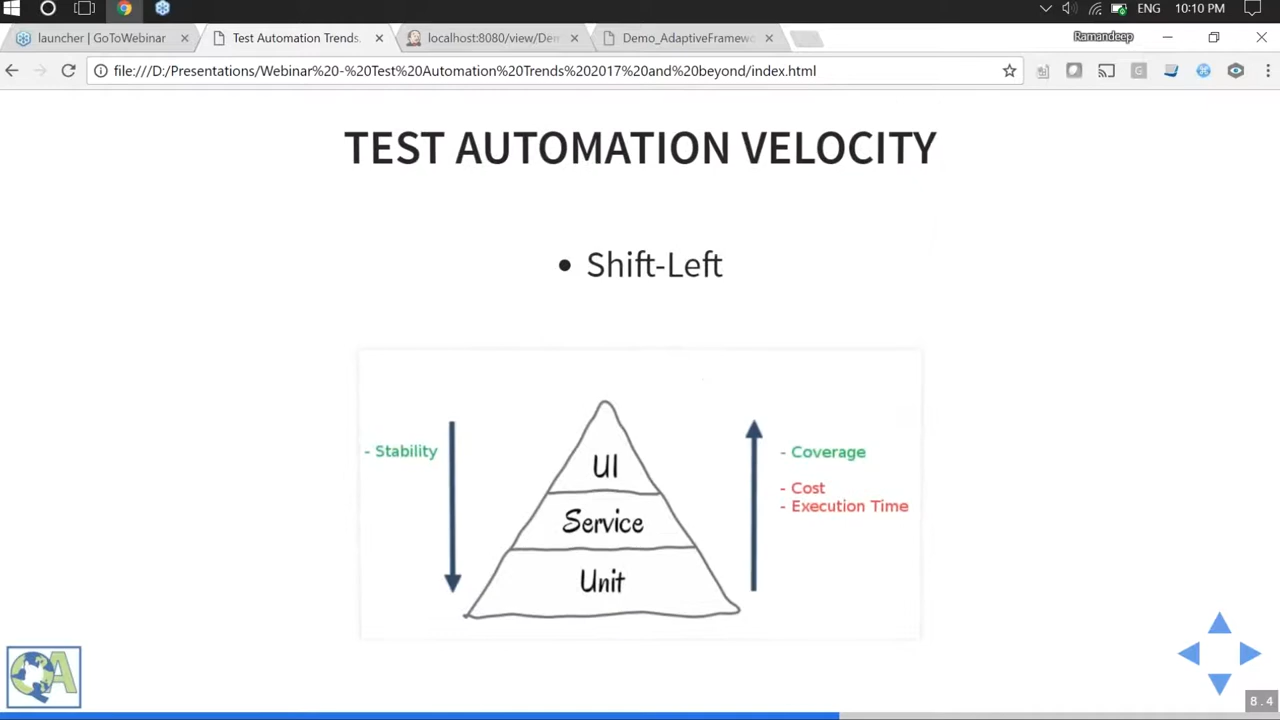 ENG 10:10 PM
launcher | GoToWebinar
Test Automation Trends.
localhost:8080/view/Den
Demo_AdaptiveFramew
Ramandeep
file:///D:/Presentations/Webinar%20-%20Test%20Automation%20Trends%202017%20and%20beyond/index.html
TEST AUTOMATION VELOCITY
• Shift-Left
- Stability
UI
Service
Unit
- Coverage
- Cost
- Execution Time
QA
8.4